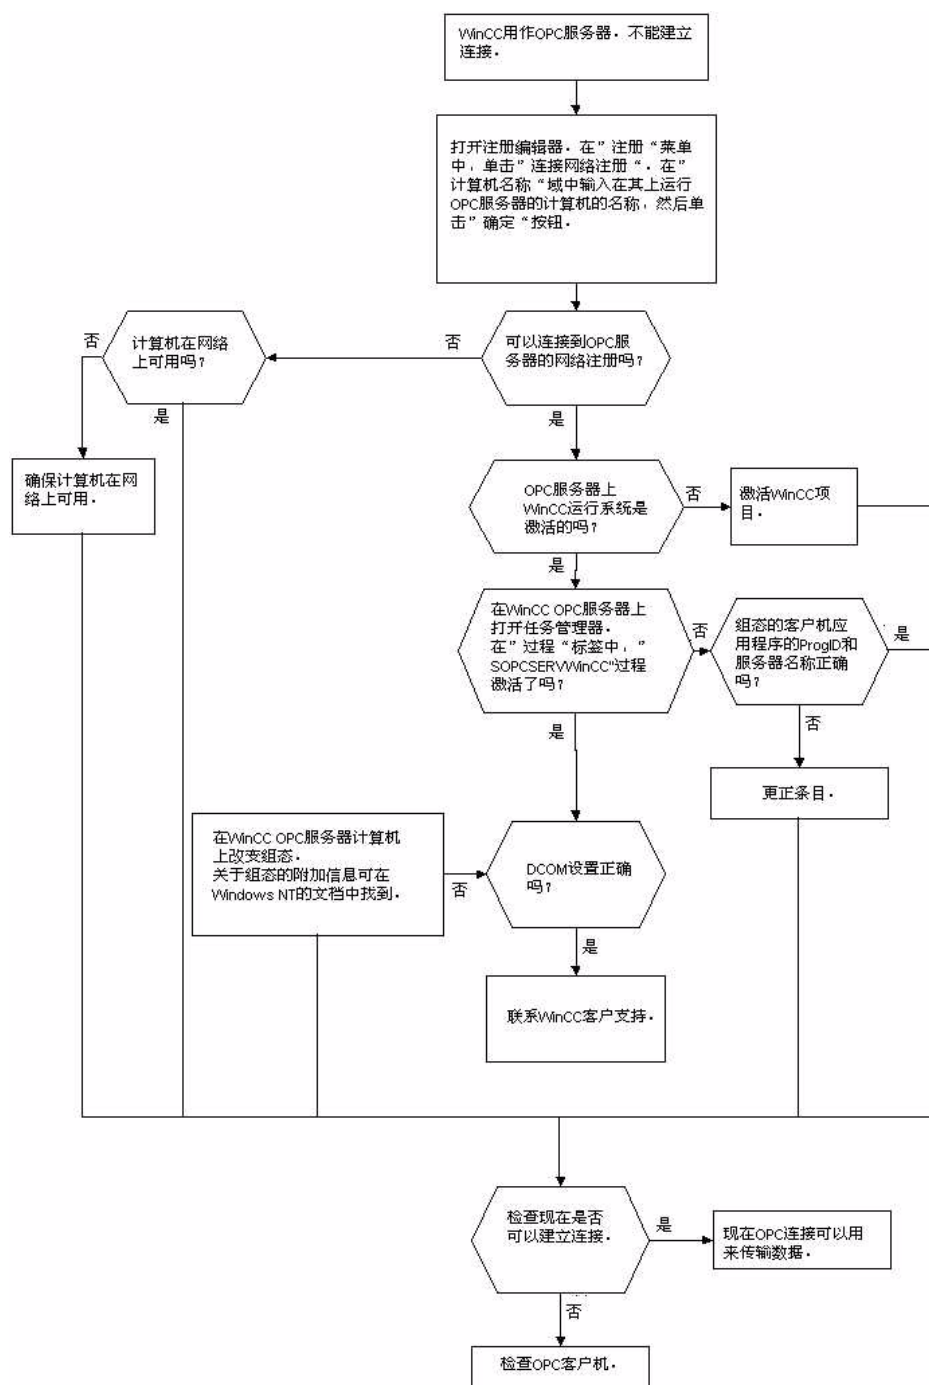 WinCC用作OPC服务器．不能建立
连接．
打开注册编辑器．在”注册“菜单
中，单击”连接网络注册“．在”
计算机名称“域中输入在其上运行
OPC服务器的计算机的名称，然后单
击”确定“按钮．
否
计算机在网络
上可用吗？
否
可以连接到OPC服
务器的网络注册吗？
是
是
确保计算机在网
络上可用．
OPC服务器上
WinCC运行系统是
激活的吗？
否
激活WinCC项
目．
是
在WinCC OPC服务器上
打开任务管理器．
在”过程“标签中，”
SOPCSERVWinCC"过程
激活了吗？
否
组态的客户机应
用程序的ProgID和
服务器名称正确
吗？
是
是
否
更正条目．
在WinCC OPC服务器计算机
上改变组态．
关于组态的附加信息可在
Windows NT的文档中找到．
否
DCOM设置正确
吗？
是
联系WinCC客户支持．
检查现在是否
可以建立连接．
是
现在OPC连接可以用
来传输数据．
否
检查OPC客户机．